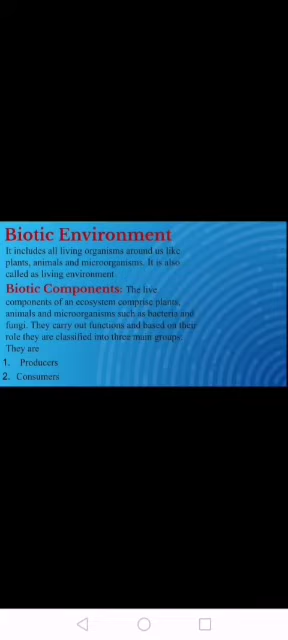 Biotic Environment
It includes all living organisms around us like
plants, animals and microorganisms. It is also
called as living environment.
Biotic Components: The live
components of an ecosystem comprise plants,
animals and microorganisms such as bacteria and
fungi. They carry out functions and based on their
role they are classified into three main groups.
They are
1. Producers
2. Consumers